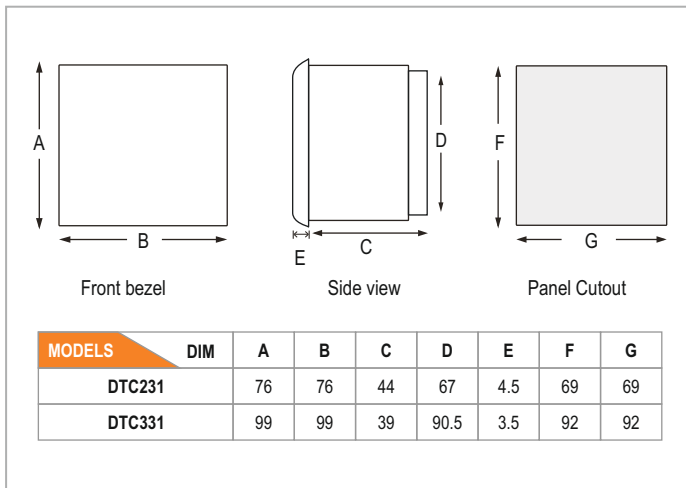 A
B
Front bezel
E
C
D
Side view
F
G
Panel Cutout
MODELS DIM A B C D E F G
DTC231 76 76 44 67 4.5 69 69
DTC331 99 99 39 90.5 3.5 92 92